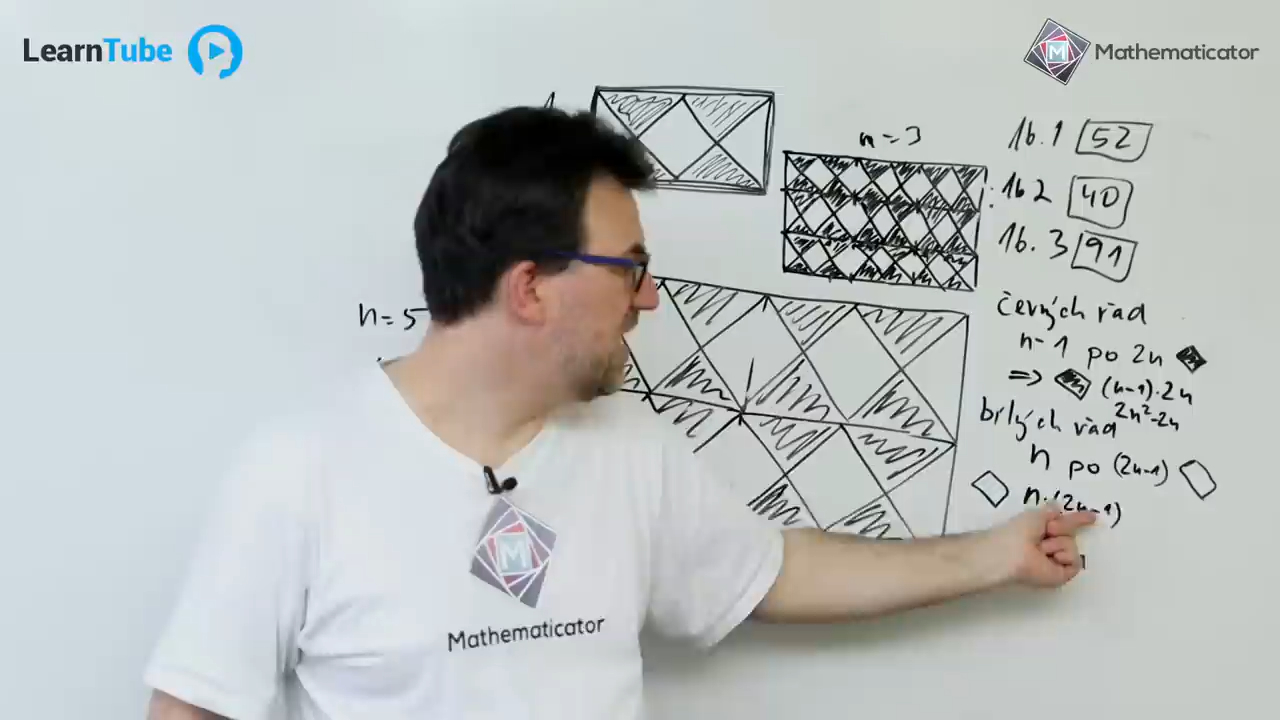 LearnTube
Mathematicator
n=3
16.1 52
16.2 40
16.3 91
n=5
černých řad
n-1 po 2n
=> (n-1).2n
2n²-2n
bílých řad
n po (2n-1)
n.(2n-1)
M
Mathematicator